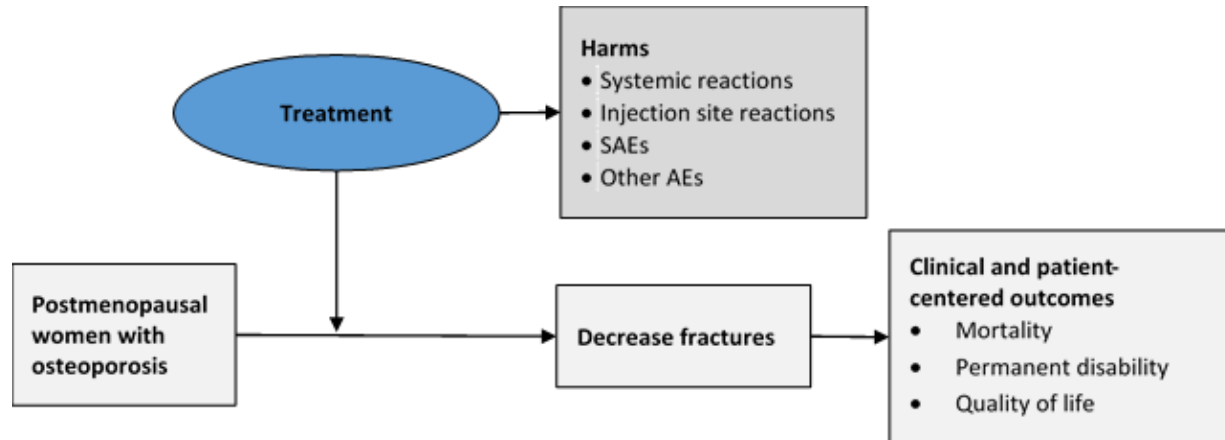 Treatment
Harms
• Systemic reactions
• Injection site reactions
• SAEs
• Other AEs
Postmenopausal
women with
osteoporosis
Decrease fractures
Clinical and patient-
centered outcomes
• Mortality
• Permanent disability
• Quality of life